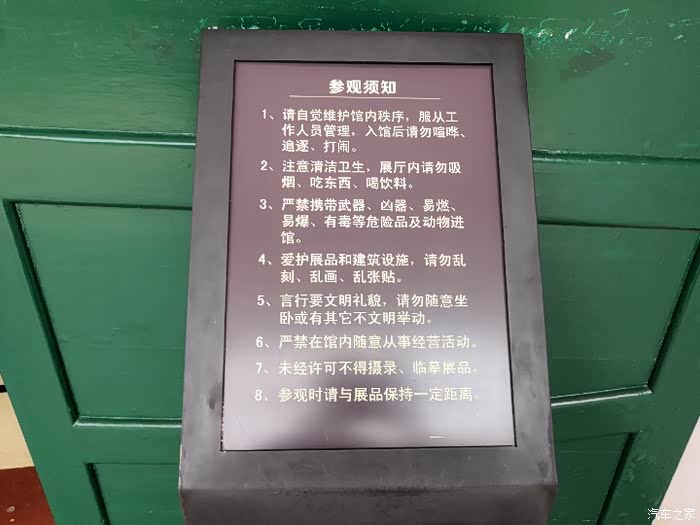 参观须知
1、请自觉维护馆内秩序，服从工
作人员管理，入馆后请勿喧哗、
追逐、打闹。
2、注意清洁卫生，展厅内请勿吸
烟、吃东西、喝饮料。
3、严禁携带武器、凶器、易燃、
易爆、有毒等危险品及动物进
馆。
4、爱护展品和建筑设施，请勿乱
刻、乱画、乱张贴。
5、言行要文明礼貌，请勿随意坐
卧或有其它不文明举动。
6、严禁在馆内随意从事经营活动。
7、未经许可不得摄录、临摹展品。
8、参观时请与展品保持一定距离。
汽车之家